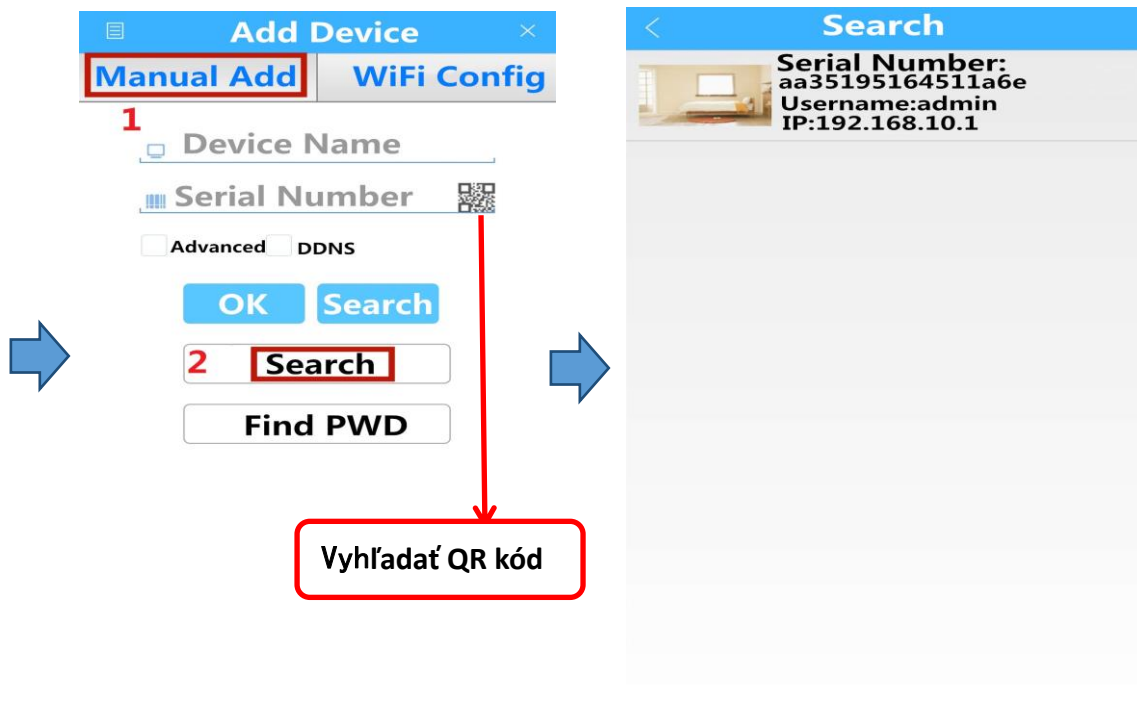 Add Device
Manual Add
WiFi Config
1
Device Name
Serial Number
Advanced
DDNS
OK
Search
2
Search
Find PWD
Vyhľadať QR kód
Search
Serial Number:
aa35195164511a6e
Username:admin
IP:192.168.10.1